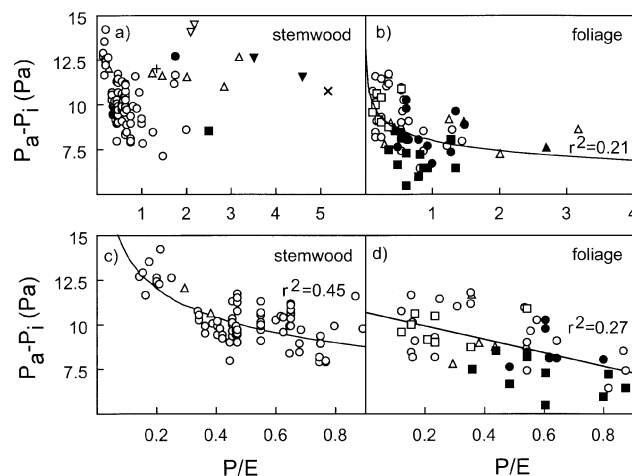 a) stemwood
b) foliage
15
12.5
10
7.5
Pa-Pi (Pa)
r²=0.21
1 2 3 4 5
1 2 3 4
c) stemwood
d) foliage
15
12.5
10
7.5
Pa-Pi (Pa)
r²=0.45
r²=0.27
0.2 0.4 0.6 0.8
0.2 0.4 0.6 0.8
P/E
P/E